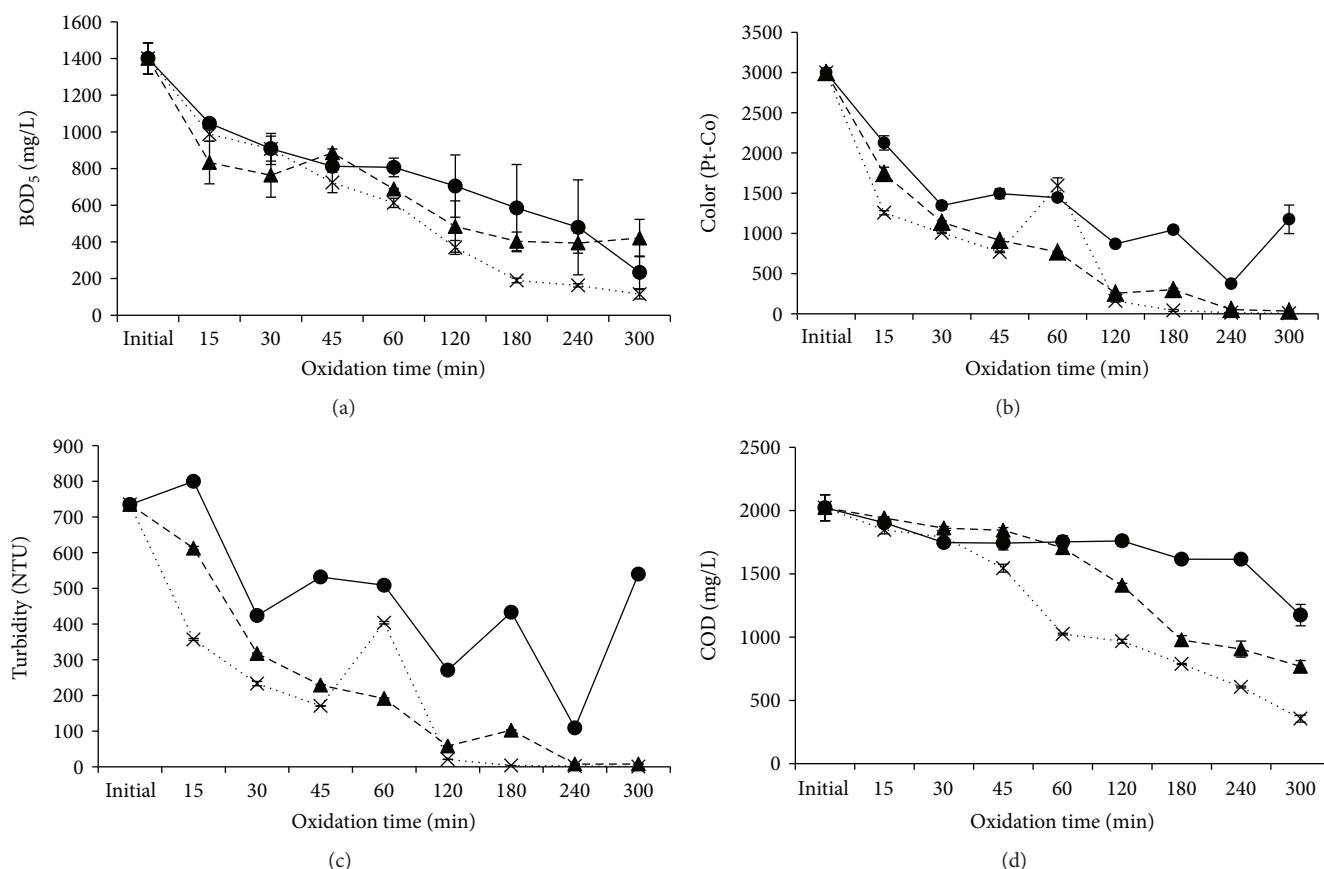 1600
1400
1200
1000
800
600
400
200
0
BOD5 (mg/L)
Initial 15 30 45 60 120 180 240 300
Oxidation time (min)
(a)
3500
3000
2500
2000
1500
1000
500
0
Color (Pt-Co)
Initial 15 30 45 60 120 180 240 300
Oxidation time (min)
(b)
900
800
700
600
500
400
300
200
100
0
Turbidity (NTU)
Initial 15 30 45 60 120 180 240 300
Oxidation time (min)
(c)
2500
2000
1500
1000
500
0
COD (mg/L)
Initial 15 30 45 60 120 180 240 300
Oxidation time (min)
(d)